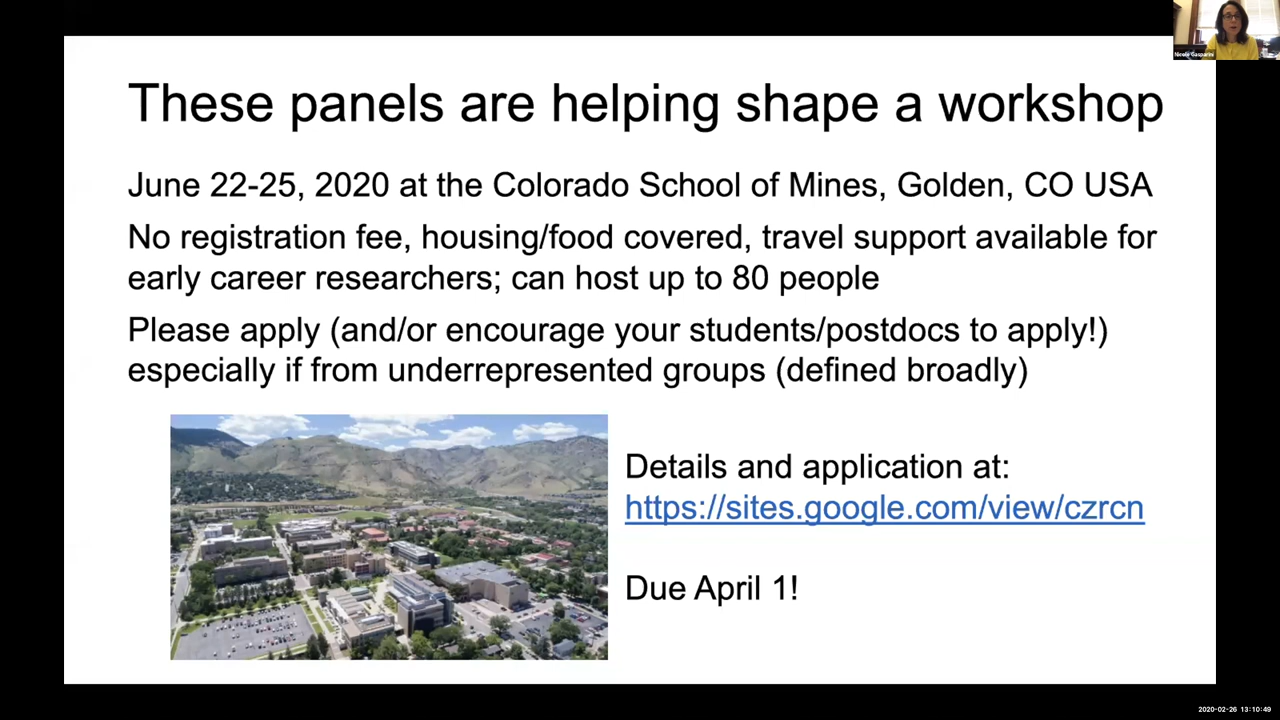 Nicole Gasparini
These panels are helping shape a workshop
June 22-25, 2020 at the Colorado School of Mines, Golden, CO USA
No registration fee, housing/food covered, travel support available for
early career researchers; can host up to 80 people
Please apply (and/or encourage your students/postdocs to apply!)
especially if from underrepresented groups (defined broadly)
Details and application at:
https://sites.google.com/view/czrcn
Due April 1!
2020-02-26 13:10:49